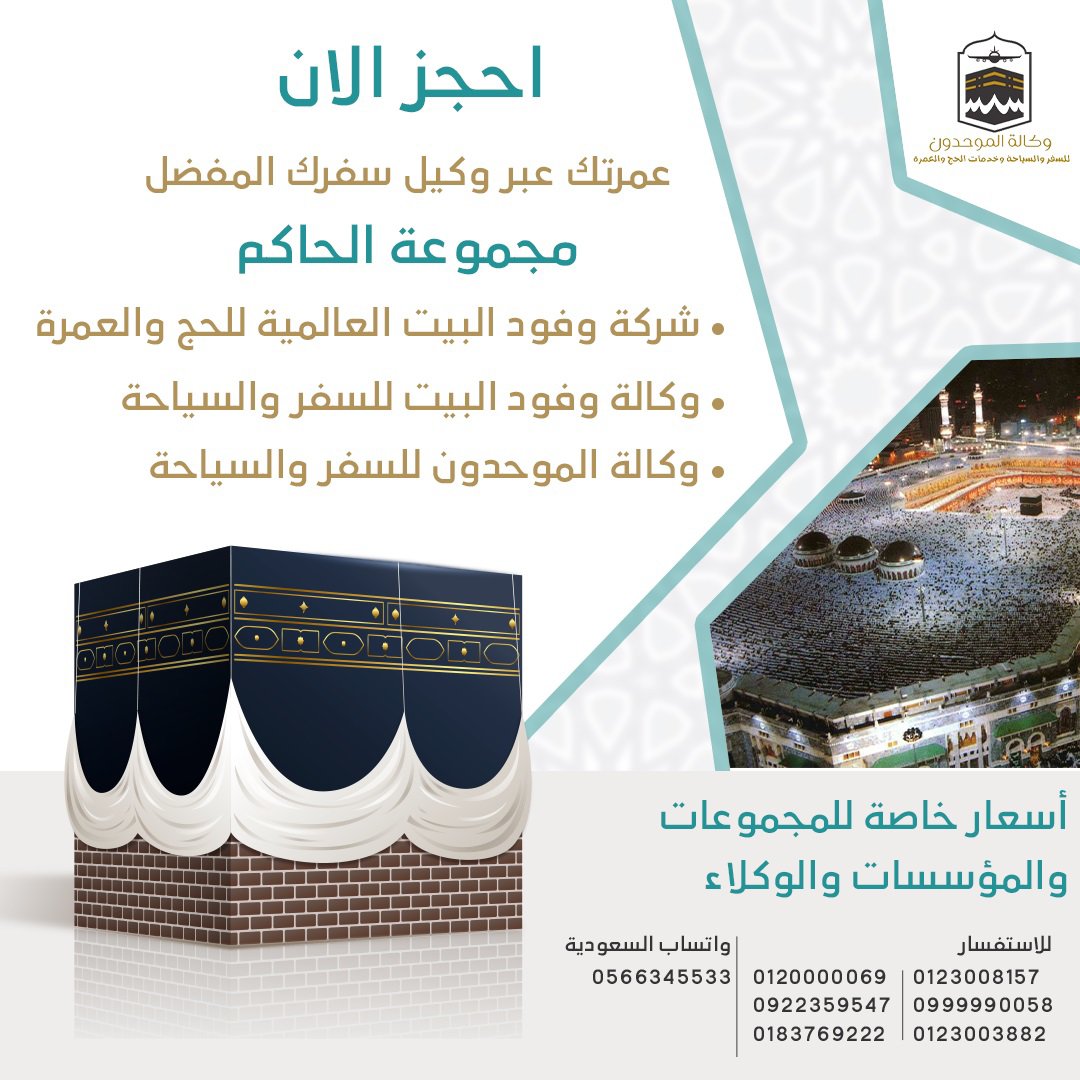 وكالة الموحدون
للسفر والسياحة وخدمات الحج والعمرة
احجز الان
عمرتك عبر وكيل سفرك المفضل
مجموعة الحاكم
• شركة وفود البيت العالمية للحج والعمرة
• وكالة وفود البيت للسفر والسياحة
• وكالة الموحدون للسفر والسياحة
أسعار خاصة للمجموعات
والمؤسسات والوكلاء
للاستفسار
0123008157
0999990058
0123003882
0120000069
0922359547
0183769222
واتساب السعودية
0566345533